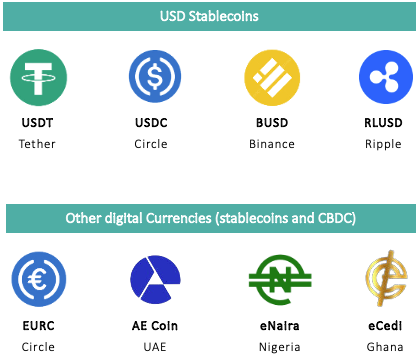 USD Stablecoins
USDT USDC BUSD RLUSD
Tether Circle Binance Ripple
Other digital Currencies (stablecoins and CBDC)
EURC AE Coin eNaira eCedi
Circle UAE Nigeria Ghana